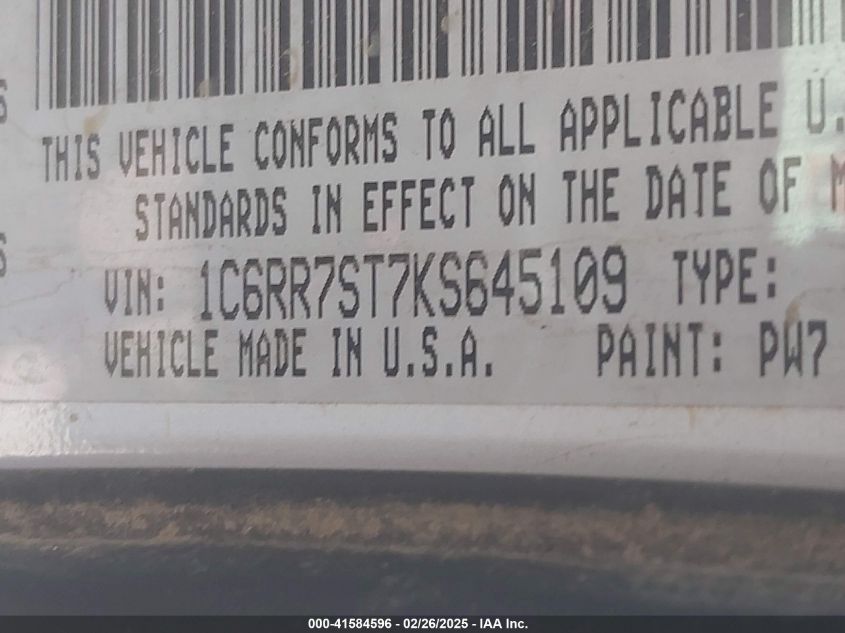 THIS VEHICLE CONFORMS TO ALL APPLICABLE U.
STANDARDS IN EFFECT ON THE DATE OF M
VIN: 1C6RR7ST7KS645109 TYPE:
VEHICLE MADE IN U.S.A. PAINT: PW7
000-41584596 - 02/26/2025 - IAA Inc.